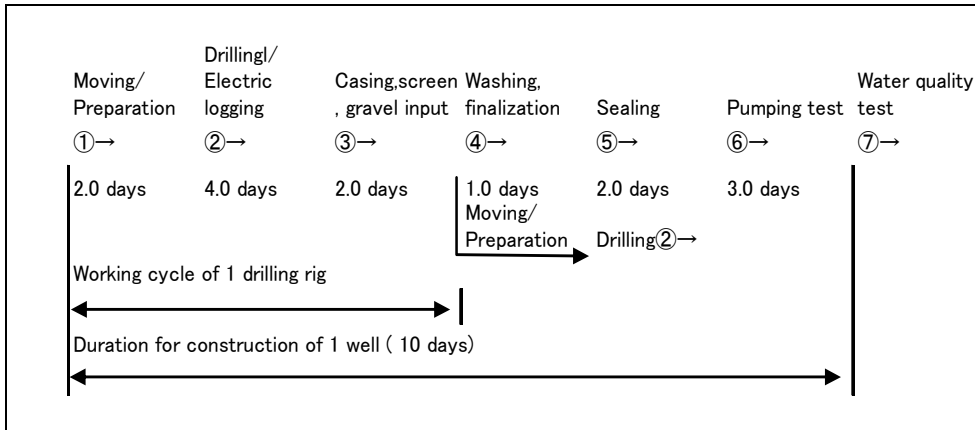 Moving/
Preparation
Drillingl/
Electric
logging
Casing,screen
, gravel input
Washing,
finalization
Sealing
Pumping test
Water quality
test
①→ ②→ ③→ ④→ ⑤→ ⑥→ ⑦→
2.0 days 4.0 days 2.0 days 1.0 days 2.0 days 3.0 days
Moving/
Preparation
Drilling②→
Working cycle of 1 drilling rig
Duration for construction of 1 well ( 10 days)